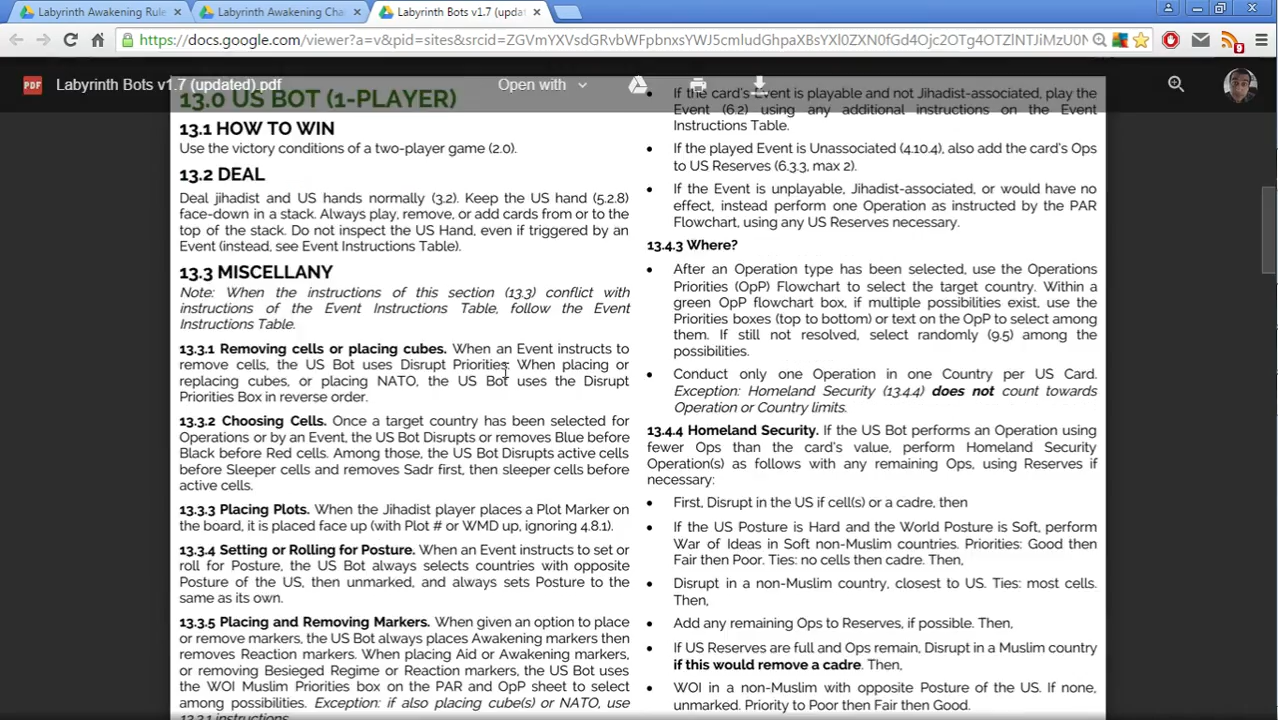 Labyrinth Awakening Rule
Labyrinth Awakening Cha
Labyrinth Bots v1.7 (updat
https://docs.google.com/viewer?a=v&pid=sites&srcid=
Labyrinth Bots v1.7 (updated).pdf
Open with
13.0 US BOT (1-PLAYER)
13.1 HOW TO WIN
Use the victory conditions of a two-player game (2.0).
13.2 DEAL
Deal jihadist and US hands normally (3.2). Keep the US hand (5.2.8)
face-down in a stack. Always play, remove, or add cards from or to the
top of the stack. Do not inspect the US Hand, even if triggered by an
Event (instead, see Event Instructions Table).
13.3 MISCELLANY
Note: When the instructions of this section (13.3) conflict with
instructions of the Event Instructions Table, follow the Event
Instructions Table.
13.3.1 Removing cells or placing cubes. When an Event instructs to
remove cells, the US Bot uses Disrupt Priorities. When placing or
replacing cubes, or placing NATO, the US Bot uses the Disrupt
Priorities Box in reverse order.
13.3.2 Choosing Cells. Once a target country has been selected for
Operations or by an Event, the US Bot Disrupts or removes Blue before
Black before Red cells. Among those, the US Bot Disrupts active cells
before Sleeper cells and removes Sadr first, then sleeper cells before
active cells.
13.3.3 Placing Plots. When the Jihadist player places a Plot Marker on
the board, it is placed face up (with Plot # or WMD up, ignoring 4.8.1).
13.3.4 Setting or Rolling for Posture. When an Event instructs to set or
roll for Posture, the US Bot always selects countries with opposite
Posture of the US, then unmarked, and always sets Posture to the
same as its own.
13.3.5 Placing and Removing Markers. When given an option to place
or remove markers, the US Bot always places Awakening markers then
removes Reaction markers. When placing Aid or Awakening markers,
or removing Besieged Regime or Reaction markers, the US Bot uses
the WOI Muslim Priorities box on the PAR and OpP sheet to select
among possibilities. Exception: if also placing cube(s) or NATO, use
13.3.1 instructions.
• If the card's Event is playable and not Jihadist-associated, play the
Event (6.2) using any additional instructions on the Event
Instructions Table.
• If the played Event is Unassociated (4.10.4), also add the card's Ops
to US Reserves (6.3.3, max 2).
• If the Event is unplayable, Jihadist-associated, or would have no
effect, instead perform one Operation as instructed by the PAR
Flowchart, using any US Reserves necessary.
13.4.3 Where?
• After an Operation type has been selected, use the Operations
Priorities (OpP) Flowchart to select the target country. Within a
green OpP flowchart box, if multiple possibilities exist, use the
Priorities boxes (top to bottom) or text on the OpP to select among
them. If still not resolved, select randomly (9.5) among the
possibilities.
• Conduct only one Operation in one Country per US Card.
Exception: Homeland Security (13.4.4) does not count towards
Operation or Country limits.
13.4.4 Homeland Security. If the US Bot performs an Operation using
fewer Ops than the card's value, perform Homeland Security
Operation(s) as follows with any remaining Ops, using Reserves if
necessary:
• First, Disrupt in the US if cell(s) or a cadre, then
• If the US Posture is Hard and the World Posture is Soft, perform
War of Ideas in Soft non-Muslim countries. Priorities: Good then
Fair then Poor. Ties: no cells then cadre. Then,
• Disrupt in a non-Muslim country, closest to US. Ties: most cells.
Then,
• Add any remaining Ops to Reserves, if possible. Then,
• If US Reserves are full and Ops remain, Disrupt in a Muslim country
if this would remove a cadre. Then,
• WOI in a non-Muslim with opposite Posture of the US. If none,
unmarked. Priority to Poor then Fair then Good.